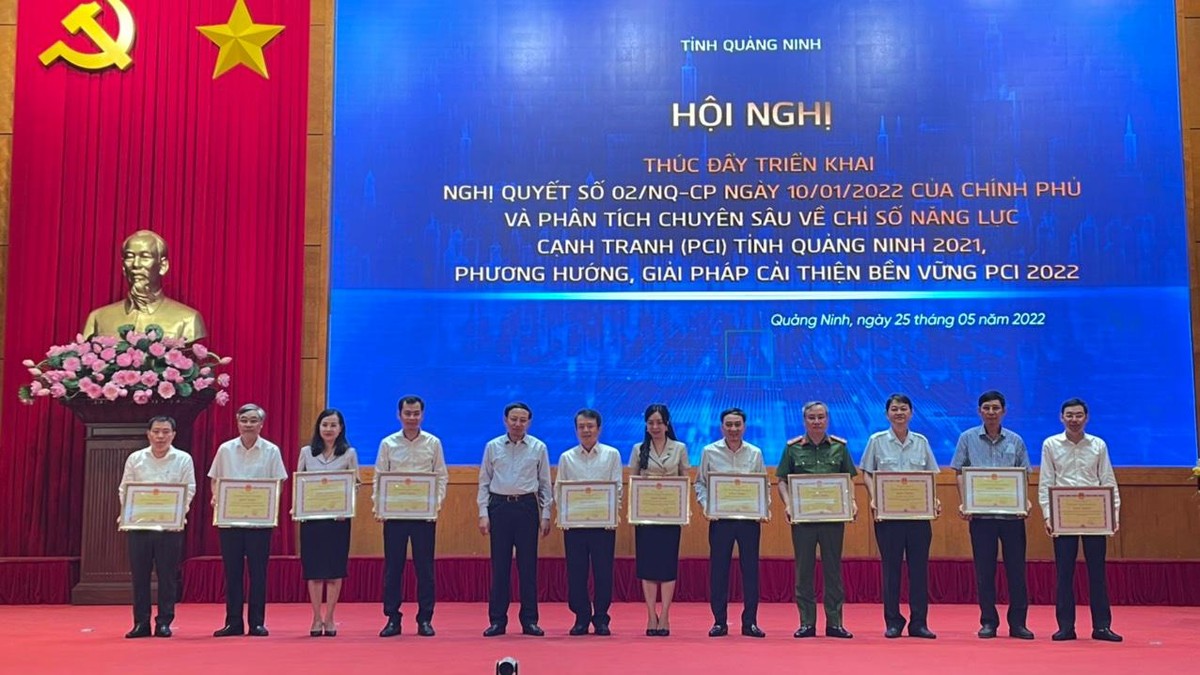 TỈNH QUẢNG NINH
HỘI NGHỊ
THÚC ĐẨY TRIỂN KHAI
NGHỊ QUYẾT SỐ 02/NQ-CP NGÀY 10/01/2022 CỦA CHÍNH PHỦ
VÀ PHÂN TÍCH CHUYÊN SÂU VỀ CHỈ SỐ NĂNG LỰC
CẠNH TRANH (PCI) TỈNH QUẢNG NINH 2021,
PHƯƠNG HƯỚNG, GIẢI PHÁP CẢI THIỆN BỀN VỮNG PCI 2022
Quảng Ninh, ngày 25 tháng 05 năm 2022